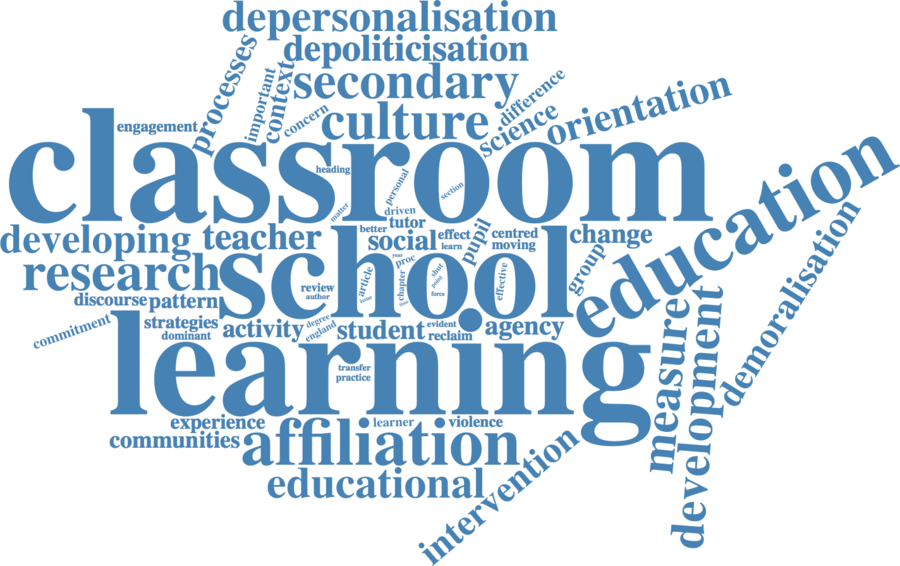 depersonalisation
depoliticisation
secondary
processes
important
context
concern
culture
difference
science
orientation
engagement
classroom
heading
personal
section
matter
driven
tutor
education
developing
teacher
better
social
effect
learn
pupil
centred
moving
change
group
research
school
year
proc
review
author
article
issue
chapter
time
shut
point
force
effective
discourse
pattern
commitment
strategies
dominant
activity
degree
england
student
evident
reclaim
agency
measure
development
demoralisation
learning
transfer
practice
experience
learner
violence
communities
affiliation
educational
intervention